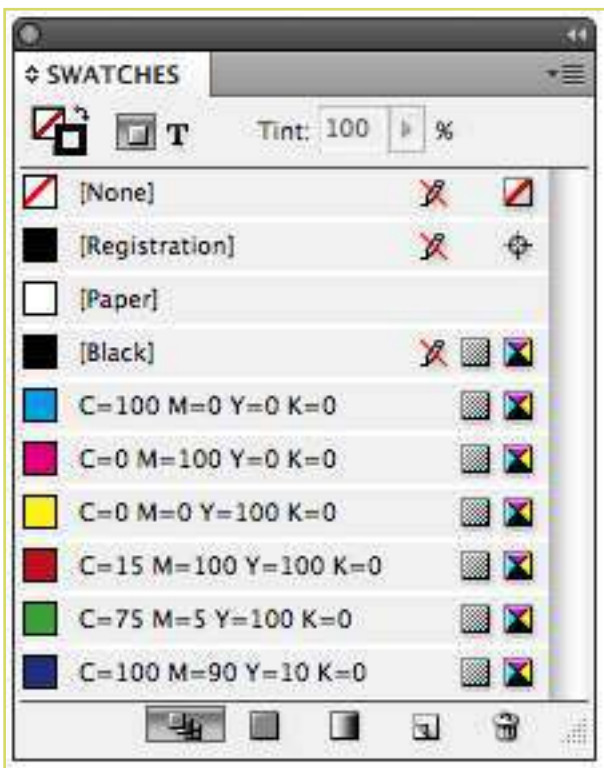 SWATCHES
T Tint: 100 %
[None]
[Registration]
[Paper]
[Black]
C=100 M=0 Y=0 K=0
C=0 M=100 Y=0 K=0
C=0 M=0 Y=100 K=0
C=15 M=100 Y=100 K=0
C=75 M=5 Y=100 K=0
C=100 M=90 Y=10 K=0